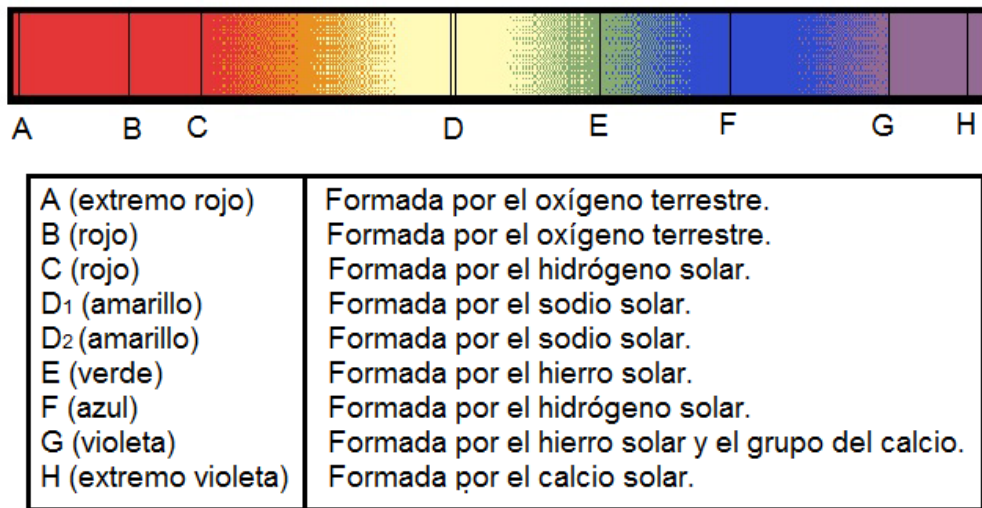 A B C D E F G H
A (extremo rojo) Formada por el oxígeno terrestre.
B (rojo) Formada por el oxígeno terrestre.
C (rojo) Formada por el hidrógeno solar.
D1 (amarillo) Formada por el sodio solar.
D2 (amarillo) Formada por el sodio solar.
E (verde) Formada por el hierro solar.
F (azul) Formada por el hidrógeno solar.
G (violeta) Formada por el hierro solar y el grupo del calcio.
H (extremo violeta) Formada por el calcio solar.